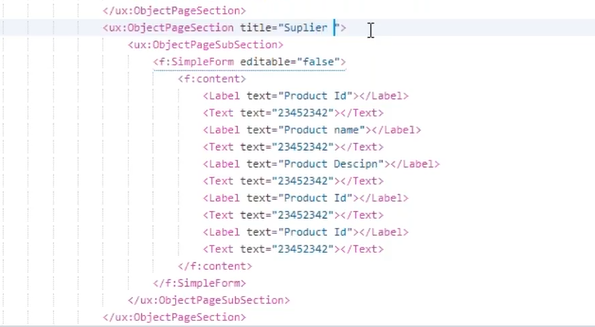 </ux:ObjectPageSection>
<ux:ObjectPageSection title="Suplier ">
<ux:ObjectPageSubSection>
<f:SimpleForm editable="false">
<f:content>
<Label text="Product Id"></Label>
<Text text="23452342"></Text>
<Label text="Product name"></Label>
<Text text="23452342"></Text>
<Label text="Product Descipn"></Label>
<Text text="23452342"></Text>
<Label text="Product Id"></Label>
<Text text="23452342"></Text>
<Label text="Product Id"></Label>
<Text text="23452342"></Text>
</f:content>
</f:SimpleForm>
</ux:ObjectPageSubSection>
</ux:ObjectPageSection>